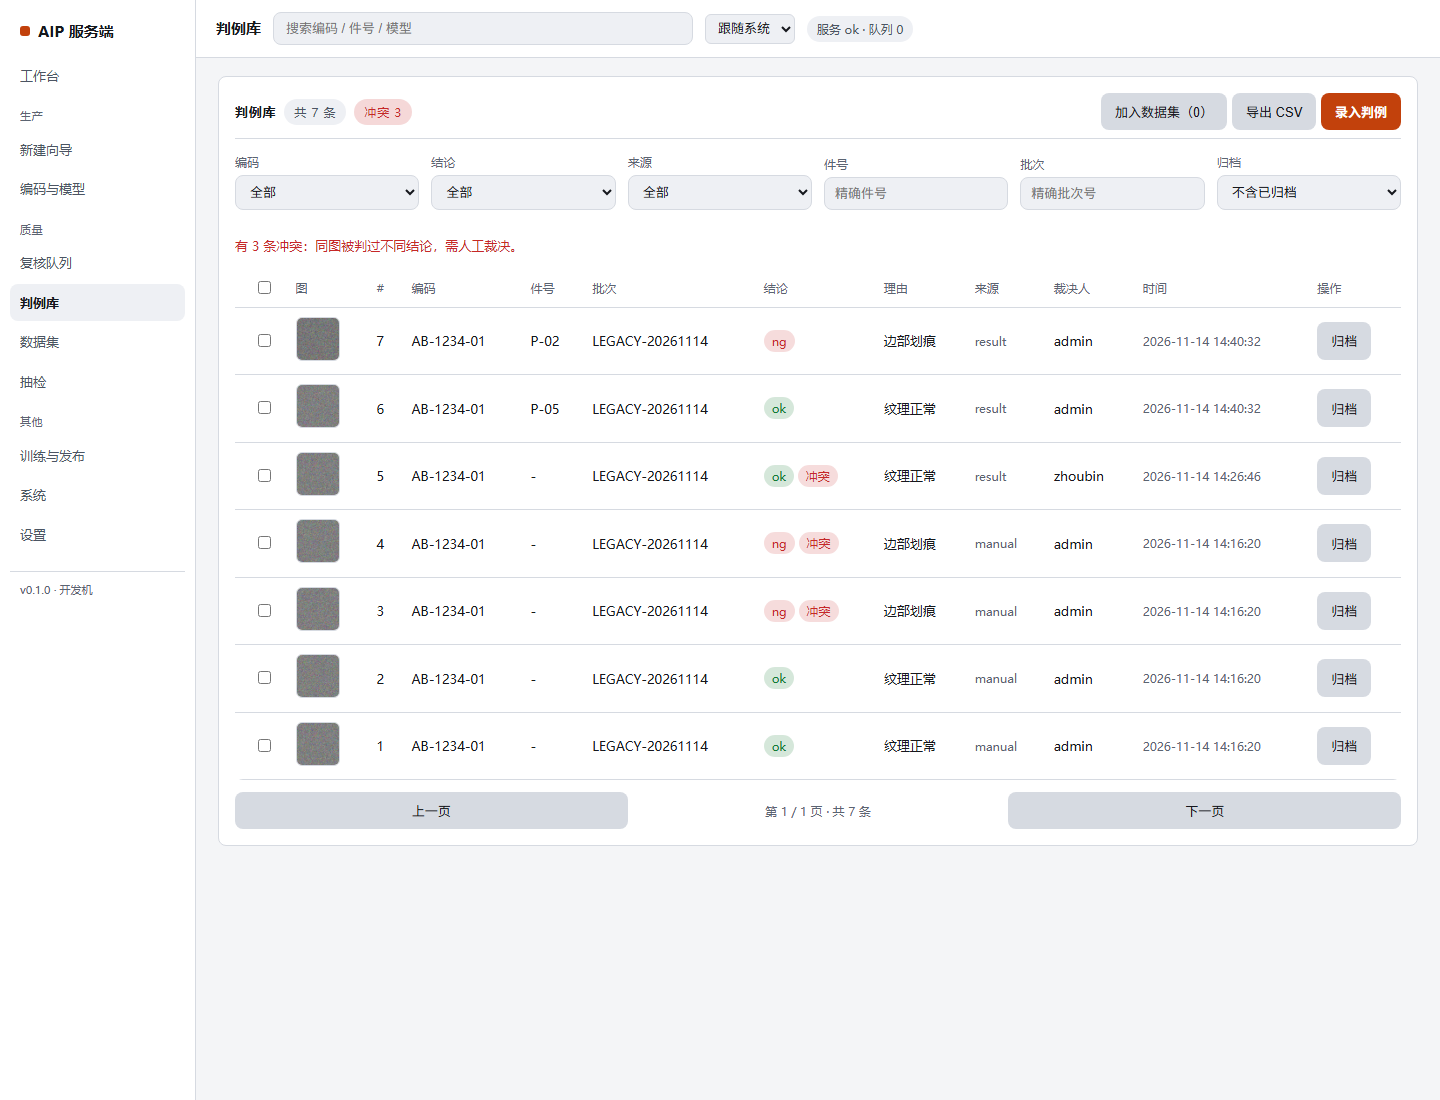 AIP 服务端
工作台
生产
新建向导
编码与模型
质量
复核队列
判例库
数据集
抽检
其他
训练与发布
系统
设置
v0.1.0 · 开发机
判例库 搜索编码 / 件号 / 模型 跟随系统 服务 ok · 队列 0
判例库 共 7 条 冲突 3 加入数据集（0） 导出 CSV 录入判例
编码 结论 来源 件号 批次 归档
全部 全部 全部 精确件号 精确批次号 不含已归档
有 3 条冲突：同图被判过不同结论，需人工裁决。
图 # 编码 件号 批次 结论 理由 来源 裁决人 时间 操作
7 AB-1234-01 P-02 LEGACY-20261114 ng 边部划痕 result admin 2026-11-14 14:40:32 归档
6 AB-1234-01 P-05 LEGACY-20261114 ok 纹理正常 result admin 2026-11-14 14:40:32 归档
5 AB-1234-01 - LEGACY-20261114 ok 冲突 纹理正常 result zhoubin 2026-11-14 14:26:46 归档
4 AB-1234-01 - LEGACY-20261114 ng 冲突 边部划痕 manual admin 2026-11-14 14:16:20 归档
3 AB-1234-01 - LEGACY-20261114 ng 冲突 边部划痕 manual admin 2026-11-14 14:16:20 归档
2 AB-1234-01 - LEGACY-20261114 ok 纹理正常 manual admin 2026-11-14 14:16:20 归档
1 AB-1234-01 - LEGACY-20261114 ok 纹理正常 manual admin 2026-11-14 14:16:20 归档
上一页 第 1 / 1 页 · 共 7 条 下一页